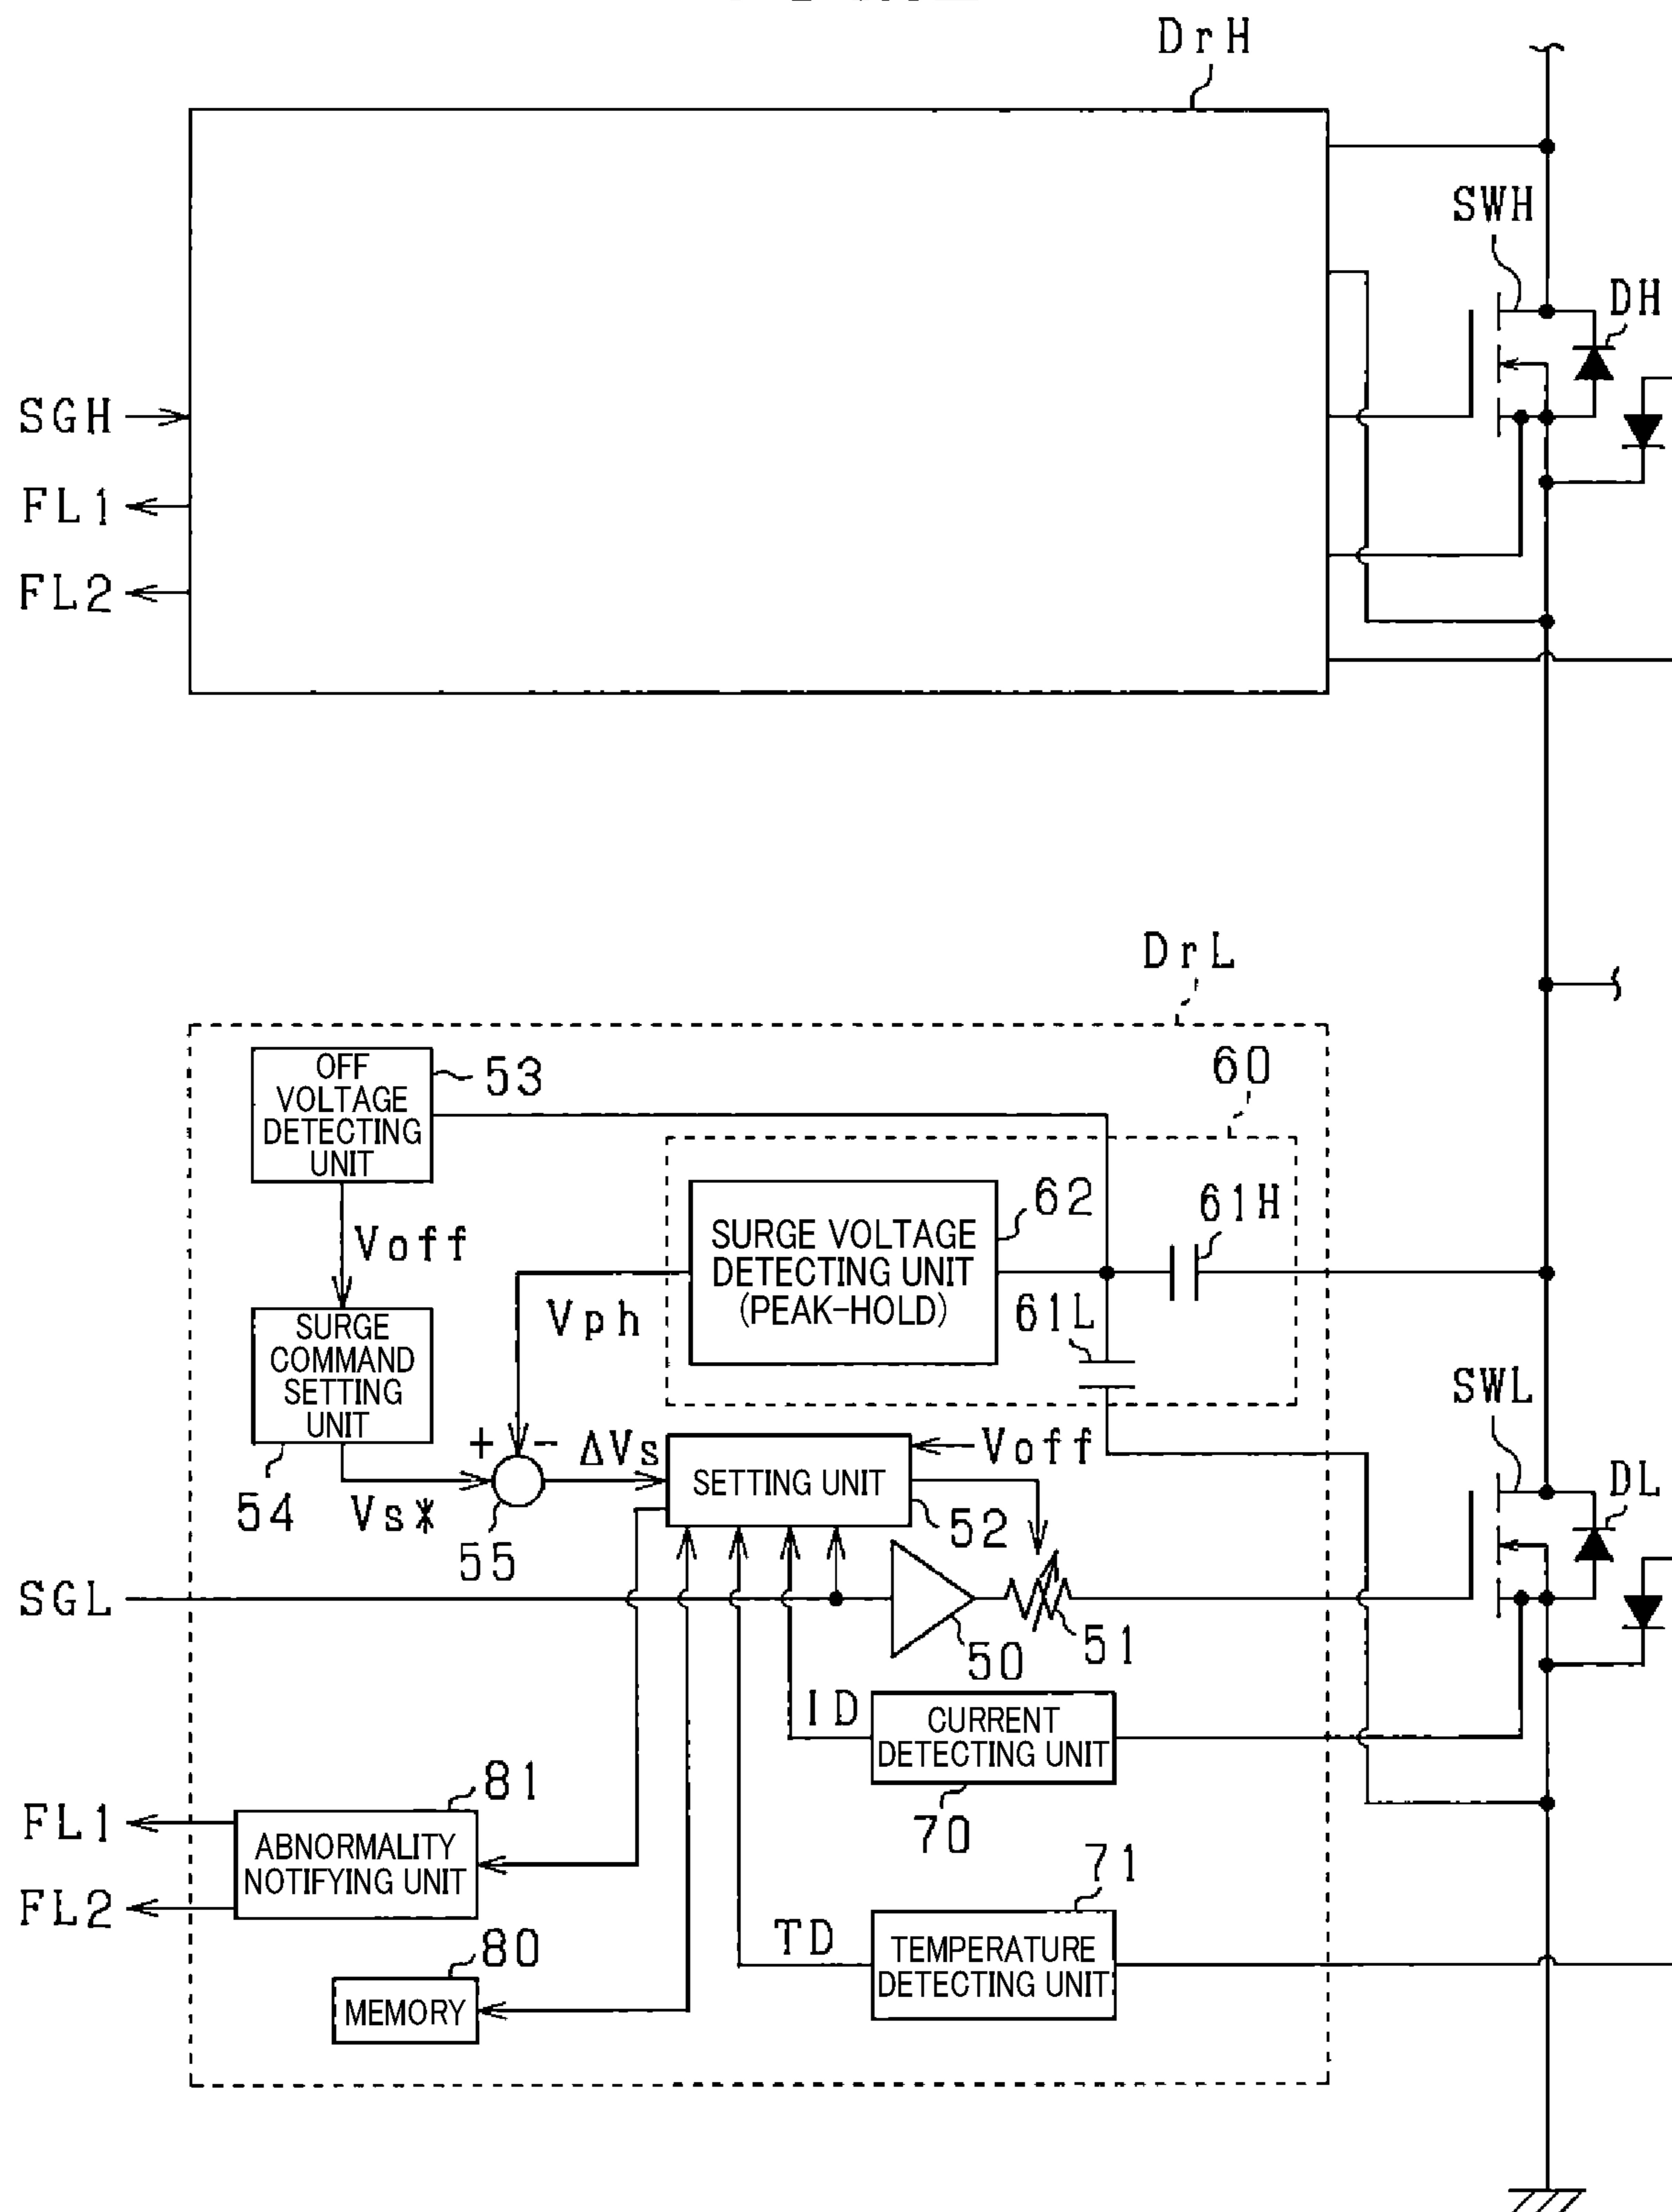 DrH
SWH
DH
SGH
FL1
FL2
DrL
60
OFF
VOLTAGE
DETECTING
UNIT
53
62
61H
SURGE VOLTAGE
DETECTING UNIT
(PEAK-HOLD)
Voff
Vph
61L
SURGE
COMMAND
SETTING
UNIT
54
SWL
DL
+
-
ΔVs
Voff
SETTING UNIT
52
Vs*
55
SGL
50
51
ID
CURRENT
DETECTING UNIT
70
81
FL1
FL2
ABNORMALITY
NOTIFYING UNIT
71
TD
TEMPERATURE
DETECTING UNIT
80
MEMORY